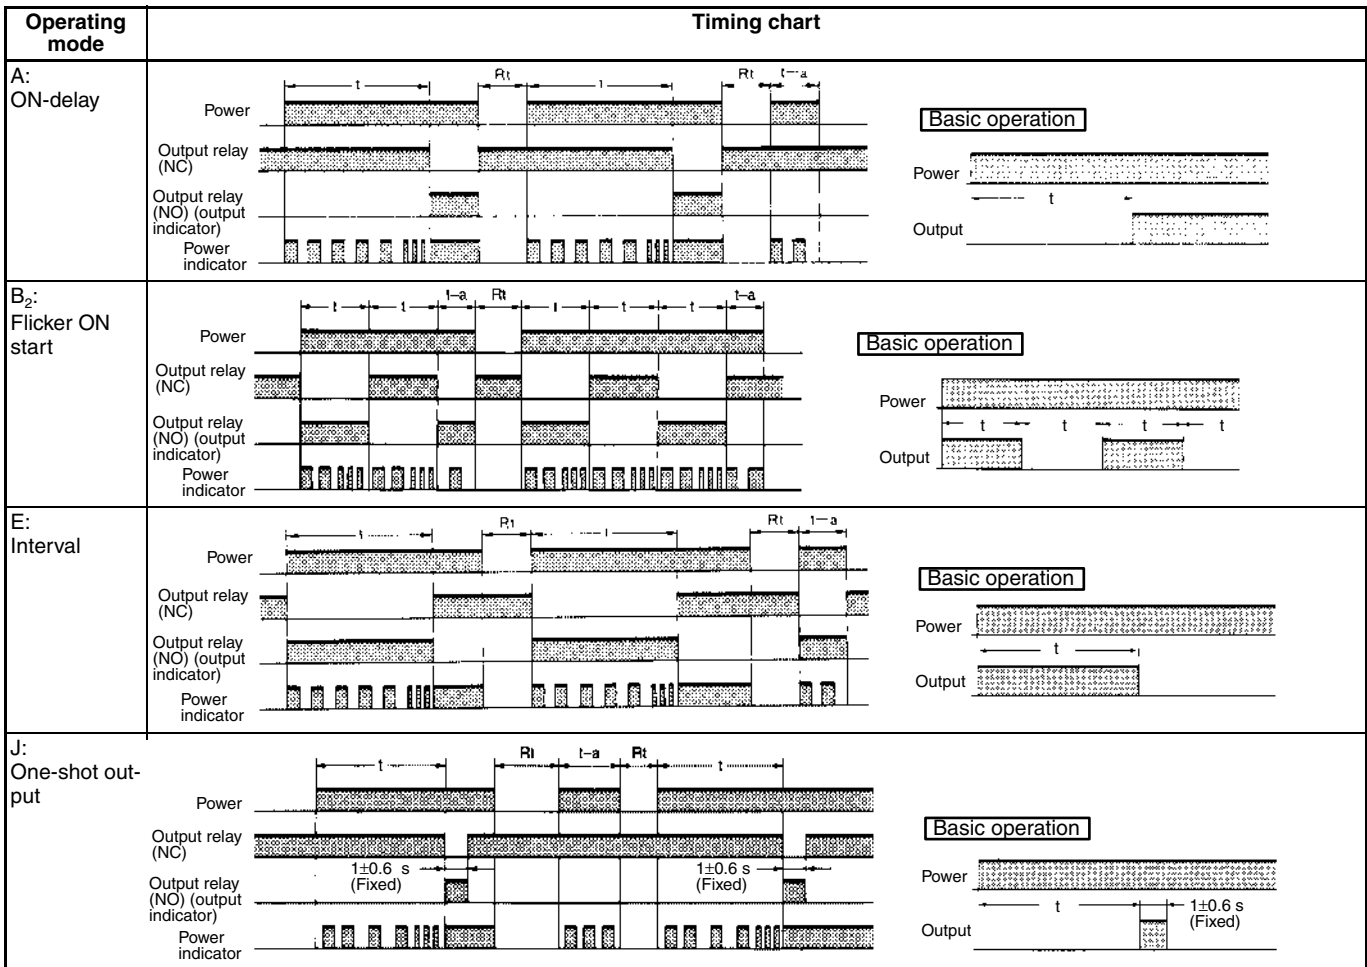 Operating
mode
Timing chart
A:
ON-delay
t Rt t Rt t–a
Power
Output relay
(NC)
Output relay
(NO) (output
indicator)
Power
indicator
Basic operation
Power
t
Output
B2:
Flicker ON
start
t t t–a Rt t t t t–a
Power
Output relay
(NC)
Output relay
(NO) (output
indicator)
Power
indicator
Basic operation
Power
t t t t
Output
E:
Interval
t Rt t Rt t–a
Power
Output relay
(NC)
Output relay
(NO) (output
indicator)
Power
indicator
Basic operation
Power
t
Output
J:
One-shot out-
put
t Rt t–a Rt t
Power
Output relay
(NC)
1±0.6 s
(Fixed)
1±0.6 s
(Fixed)
Output relay
(NO) (output
indicator)
Power
indicator
Basic operation
Power
t 1±0.6 s
(Fixed)
Output